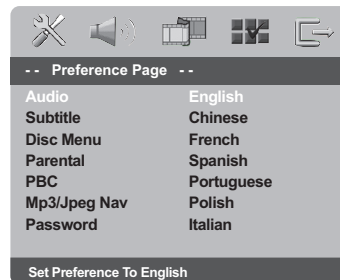 - - Preference Page - -
Audio English
Subtitle Chinese
Disc Menu French
Parental Spanish
PBC Portuguese
Mp3/Jpeg Nav Polish
Password Italian
Set Preference To English